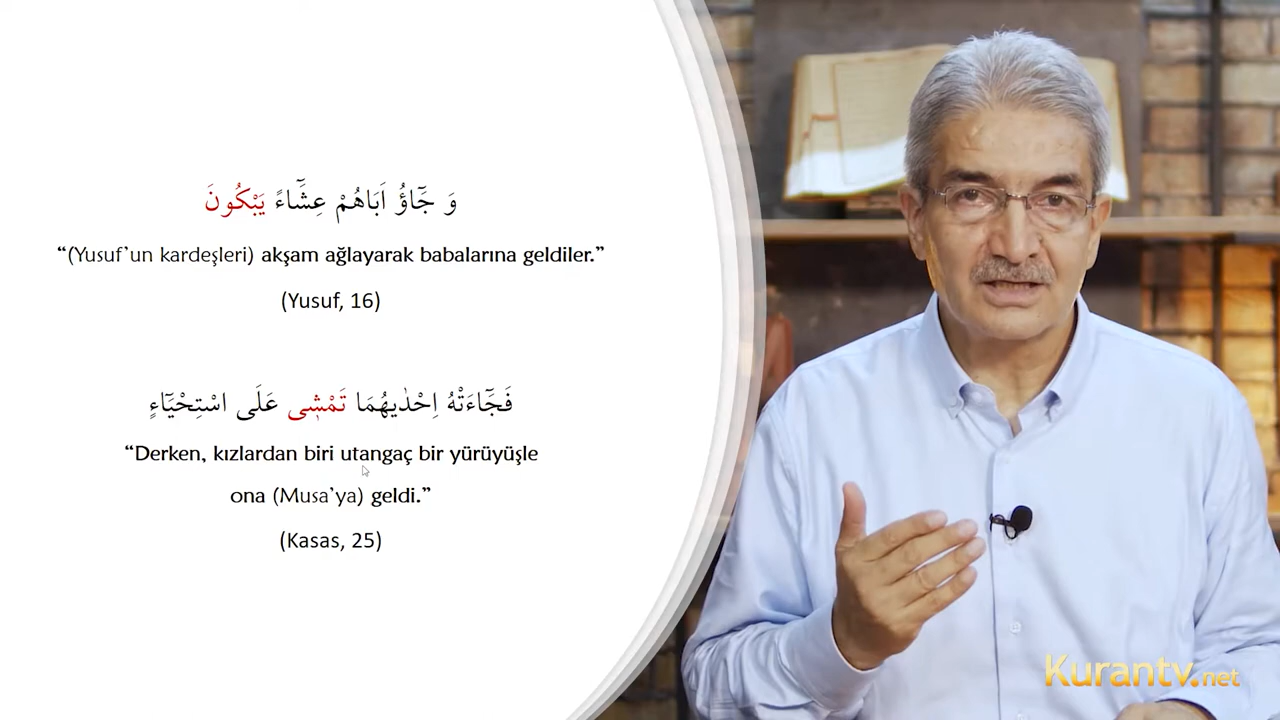 وَ جَٓاؤُ اَبَاهُمْ عِشَٓاءً يَبْكُونَ
“(Yusuf’un kardeşleri) akşam ağlayarak babalarına geldiler.”
(Yusuf, 16)
فَجَٓاءَتْهُ اِحْدٰيهُمَا تَمْشٖى عَلَى اسْتِحْيَٓاءٍ
“Derken, kızlardan biri utangaç bir yürüyüşle
ona (Musa’ya) geldi.”
(Kasas, 25)
Kurantv.net